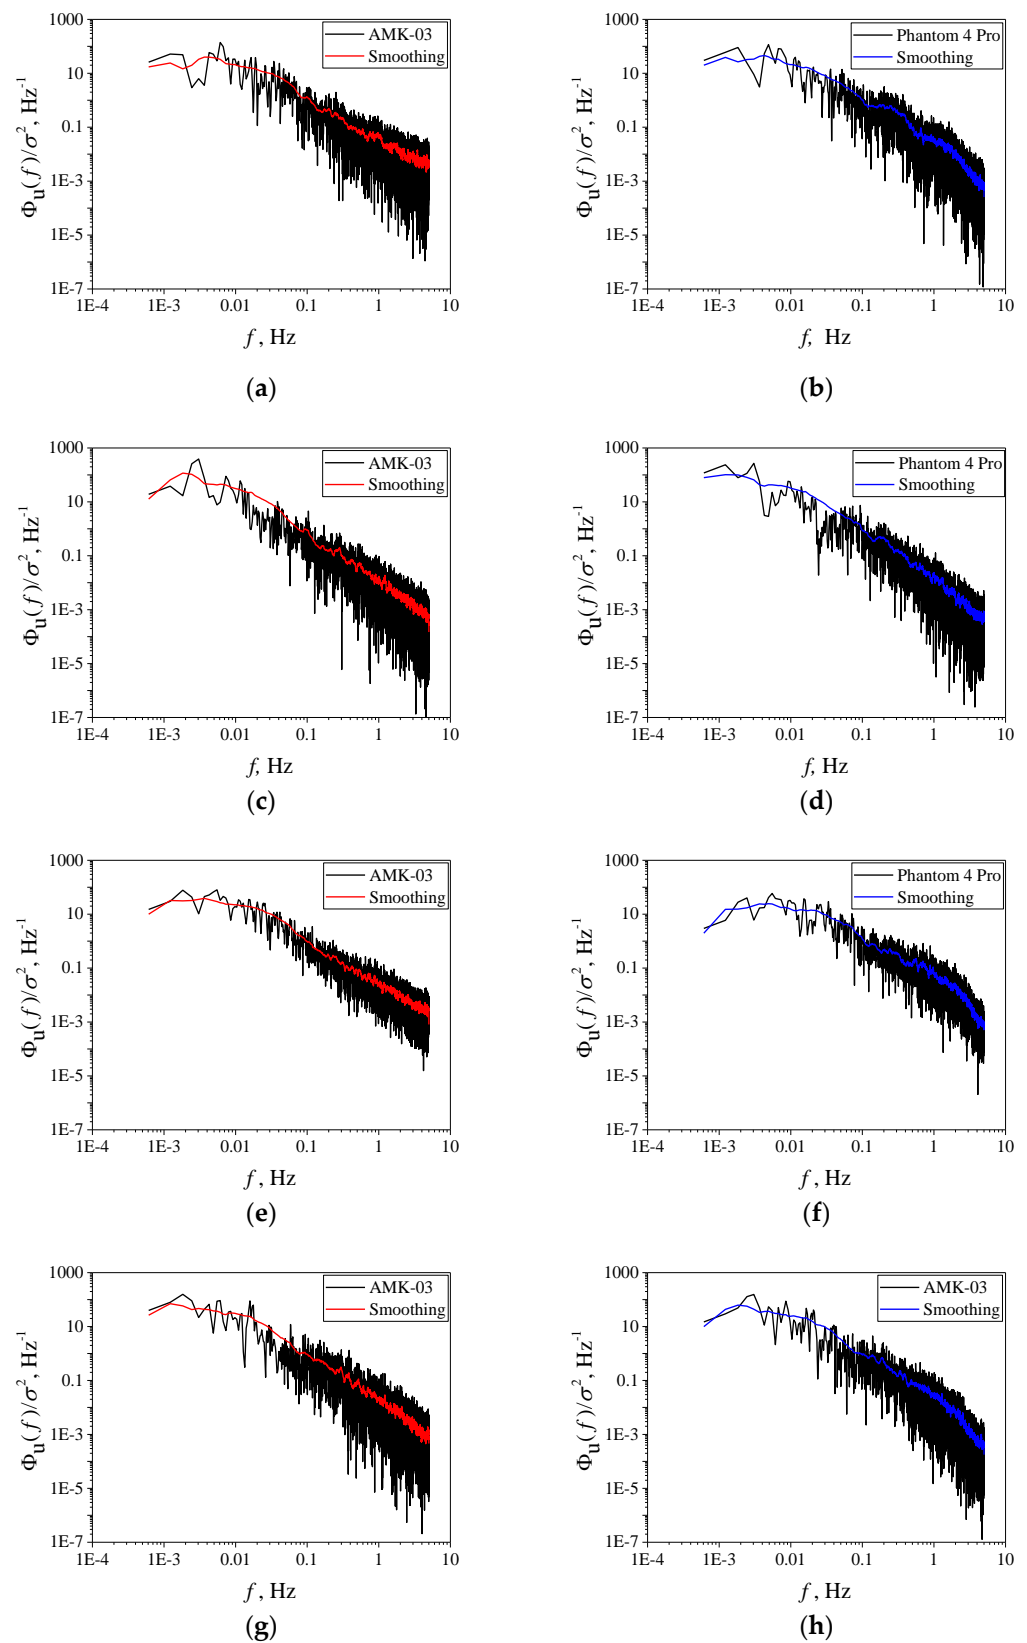 1000
10
0.1
1E-3
1E-5
1E-7
1E-4 1E-3 0.01 0.1 1 10
Φu(f)/σ², Hz⁻¹
f , Hz
AMK-03
Smoothing
(a)
1000
10
0.1
1E-3
1E-5
1E-7
1E-4 1E-3 0.01 0.1 1 10
Φu(f)/σ², Hz⁻¹
f, Hz
Phantom 4 Pro
Smoothing
(b)
1000
10
0.1
1E-3
1E-5
1E-7
1E-4 1E-3 0.01 0.1 1 10
Φu(f)/σ², Hz⁻¹
f, Hz
AMK-03
Smoothing
(c)
1000
10
0.1
1E-3
1E-5
1E-7
1E-4 1E-3 0.01 0.1 1 10
Φu(f)/σ², Hz⁻¹
f, Hz
Phantom 4 Pro
Smoothing
(d)
1000
10
0.1
1E-3
1E-5
1E-7
1E-4 1E-3 0.01 0.1 1 10
Φu(f)/σ², Hz⁻¹
f , Hz
AMK-03
Smoothing
(e)
1000
10
0.1
1E-3
1E-5
1E-7
1E-4 1E-3 0.01 0.1 1 10
Φu(f)/σ², Hz⁻¹
f , Hz
Phantom 4 Pro
Smoothing
(f)
1000
10
0.1
1E-3
1E-5
1E-7
1E-4 1E-3 0.01 0.1 1 10
Φu(f)/σ², Hz⁻¹
f , Hz
AMK-03
Smoothing
(g)
1000
10
0.1
1E-3
1E-5
1E-7
1E-4 1E-3 0.01 0.1 1 10
Φu(f)/σ², Hz⁻¹
f , Hz
AMK-03
Smoothing
(h)